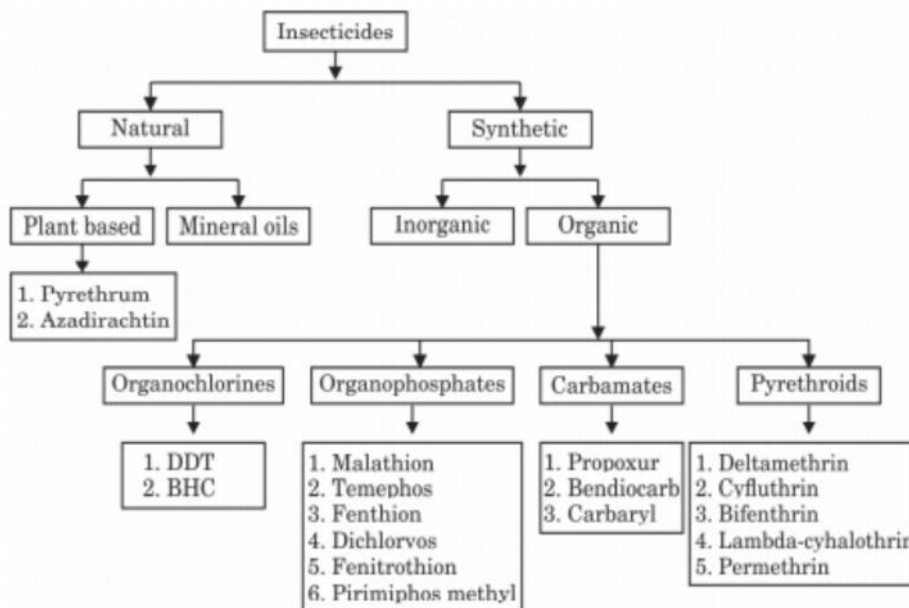 Insecticides
Natural
Synthetic
Plant based
Mineral oils
Inorganic
Organic
1. Pyrethrum
2. Azadirachtin
Organochlorines
Organophosphates
Carbamates
Pyrethroids
1. DDT
2. BHC
1. Malathion
2. Temephos
3. Fenthion
4. Dichlorvos
5. Fenitrothion
6. Pirimiphos methyl
1. Propoxur
2. Bendiocarb
3. Carbaryl
1. Deltamethrin
2. Cyfluthrin
3. Bifenthrin
4. Lambda-cyhalothrin
5. Permethrin